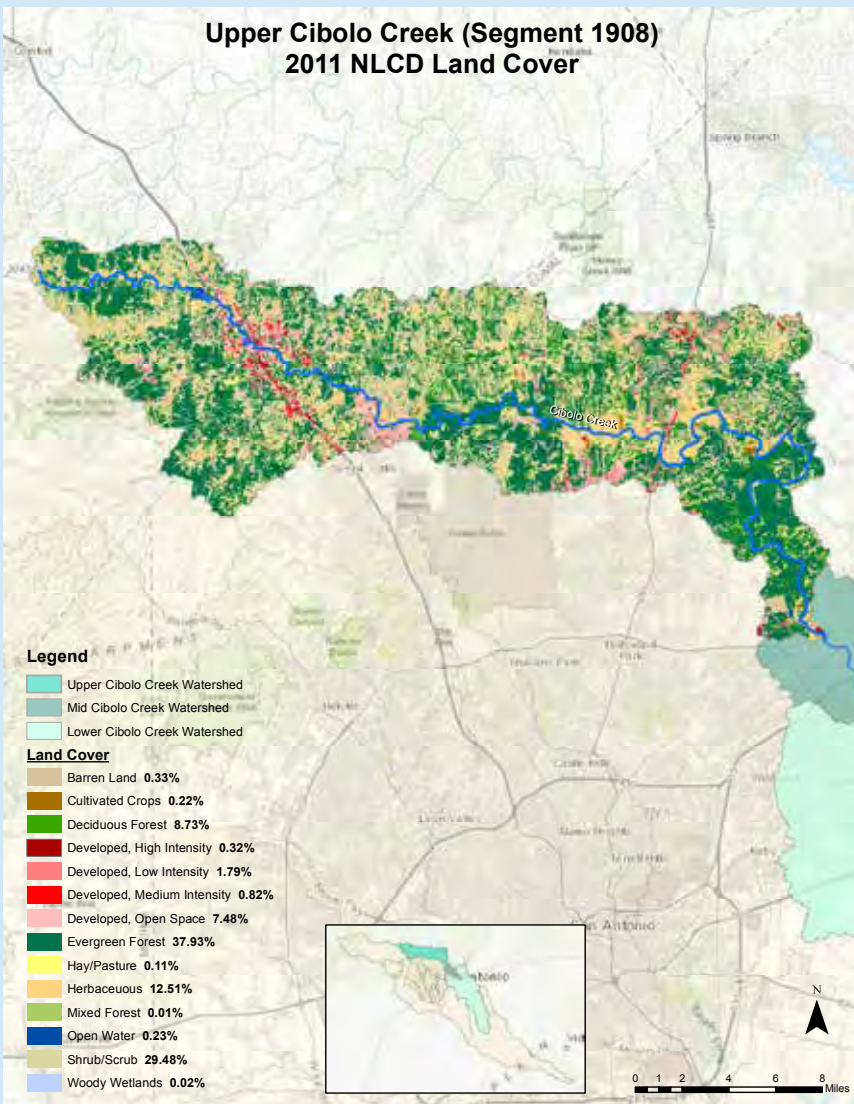 Upper Cibolo Creek (Segment 1908)
2011 NLCD Land Cover
Spring Branch
Cibolo Creek
Legend
Upper Cibolo Creek Watershed
Mid Cibolo Creek Watershed
Lower Cibolo Creek Watershed
Land Cover
Barren Land 0.33%
Cultivated Crops 0.22%
Deciduous Forest 8.73%
Developed, High Intensity 0.32%
Developed, Low Intensity 1.79%
Developed, Medium Intensity 0.82%
Developed, Open Space 7.48%
Evergreen Forest 37.93%
Hay/Pasture 0.11%
Herbaceuous 12.51%
Mixed Forest 0.01%
Open Water 0.23%
Shrub/Scrub 29.48%
Woody Wetlands 0.02%
San Antonio
N
0 1 2 4 6 8
Miles